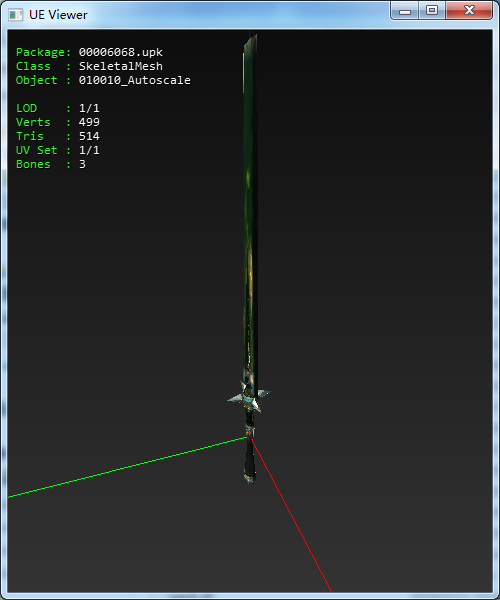 UE Viewer
Package: 00006068.upk
Class : SkeletalMesh
Object : 010010_Autoscale
LOD : 1/1
Verts : 499
Tris : 514
UV Set : 1/1
Bones : 3